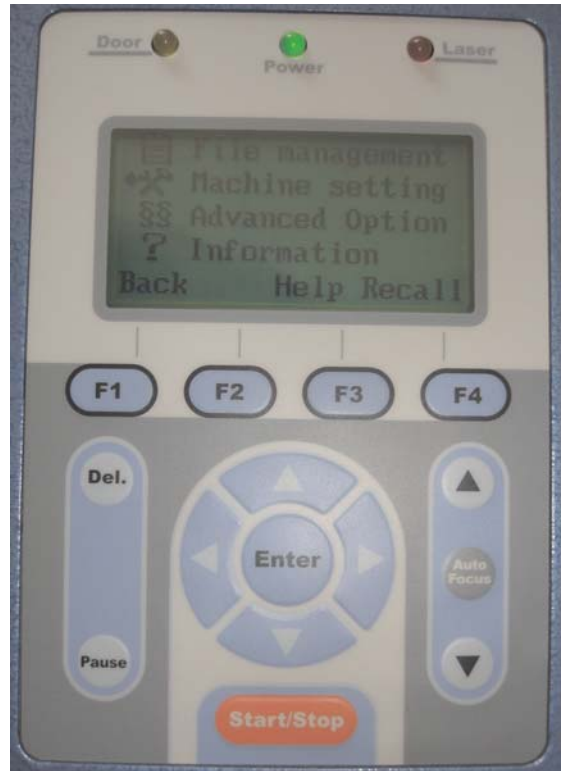 Door
Power
Laser
File management
Machine setting
§§ Advanced Option
? Information
Back Help Recall
F1 F2 F3 F4
Del.
Enter
Auto
Focus
Pause
Start/Stop